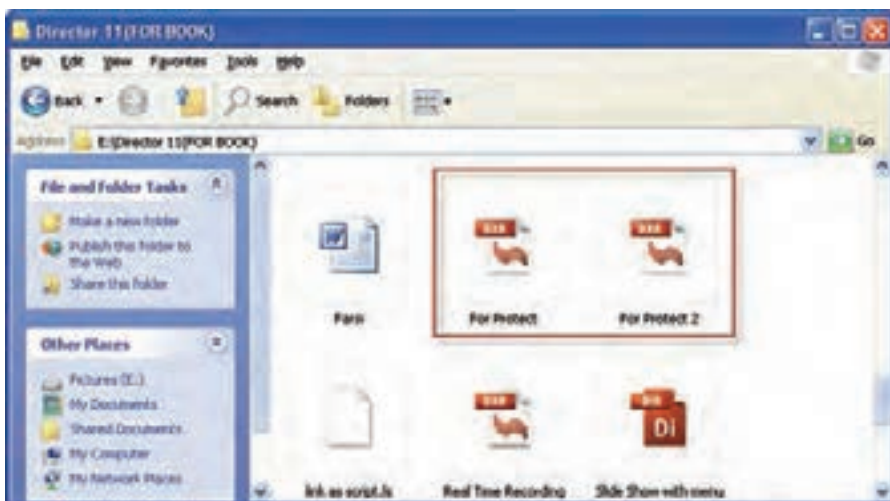 Director 11(FOR BOOK)
File Edit View Favorites Tools Help
Back Search Folders
Address E:\Director 11(FOR BOOK) Go
File and Folder Tasks
Make a new folder
Publish this folder to
the Web
Share this folder
Other Places
Pictures (E:)
My Documents
Shared Documents
My Computer
My Network Places
Farsi
For Protect
For Protect 2
link as script.ls
Real Time Recording
Slide Show with menu
Di